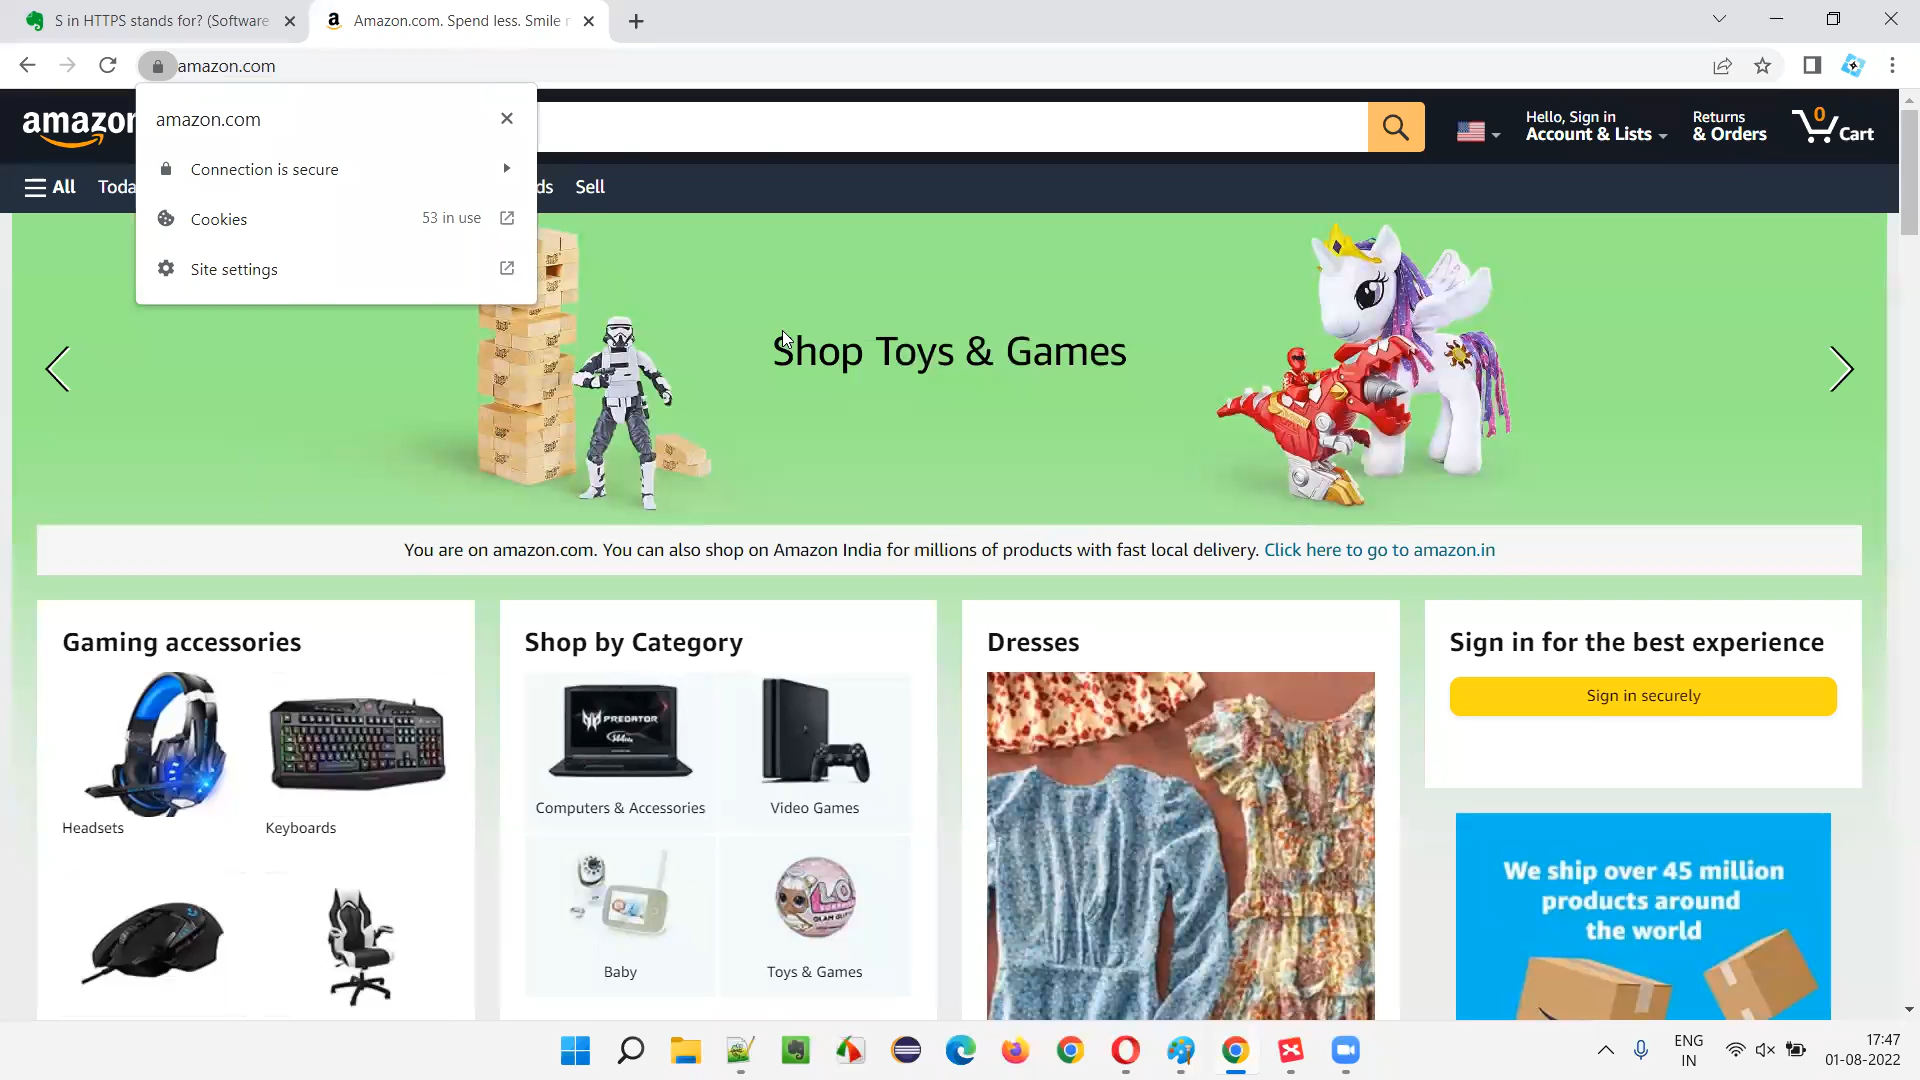 S in HTTPS stands for? (Software
Amazon.com. Spend less. Smile
amazon.com
amazon.com
Connection is secure
Cookies
53 in use
Site settings
amazon
Hello, Sign in
Account & Lists
Returns
& Orders
0
Cart
All
Toda
ds
Sell
Shop Toys & Games
You are on amazon.com. You can also shop on Amazon India for millions of products with fast local delivery. Click here to go to amazon.in
Gaming accessories
Headsets
Keyboards
Shop by Category
PREDATOR
Computers & Accessories
Video Games
Baby
Toys & Games
Dresses
Sign in for the best experience
Sign in securely
We ship over 45 million
products around
the world
ENG
IN
17:47
01-08-2022